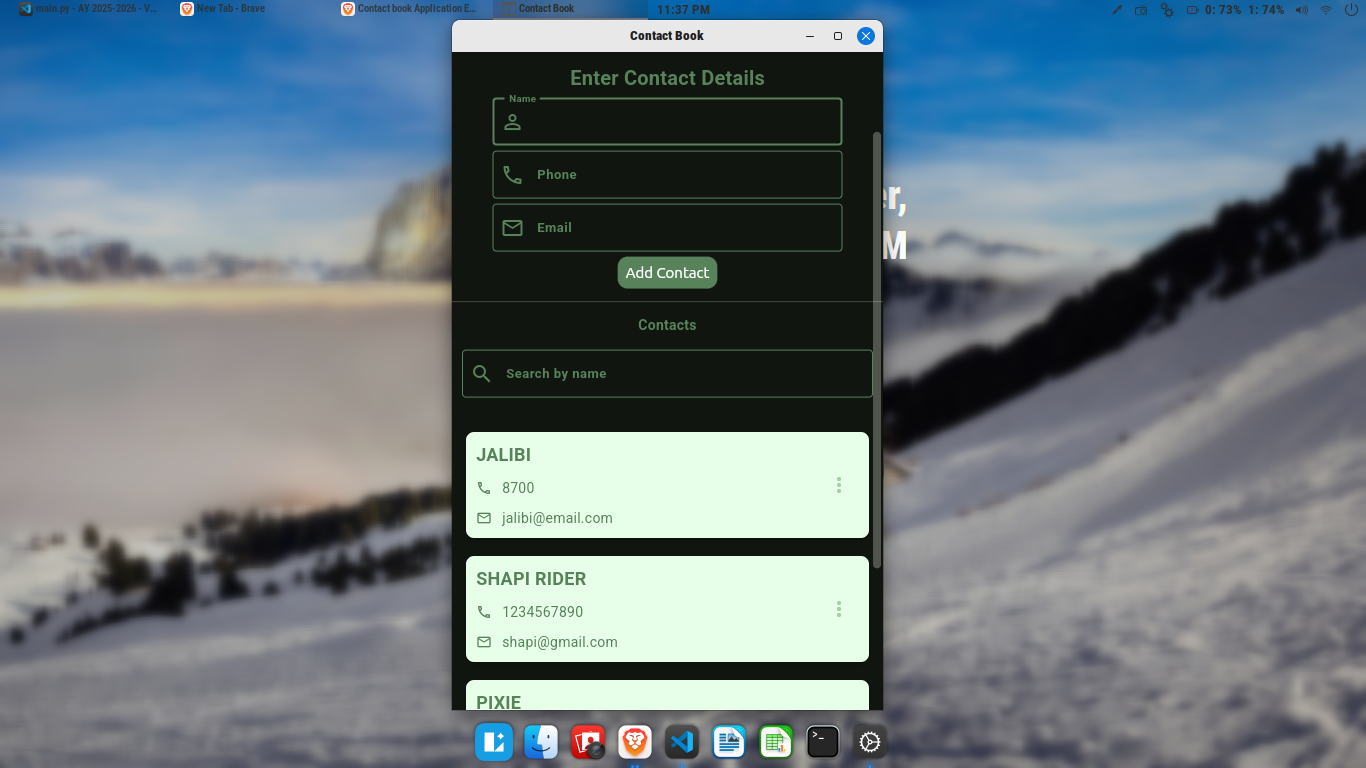 main.py - AY 2025-2026 - V...
New Tab - Brave
Contact book Application E...
Contact Book
11:37 PM
0: 73% 1: 74%
Contact Book
Enter Contact Details
Name
Phone
Email
Add Contact
Contacts
Search by name
JALIBI
8700
jalibi@email.com
SHAPI RIDER
1234567890
shapi@gmail.com
PIXIE
r,
M